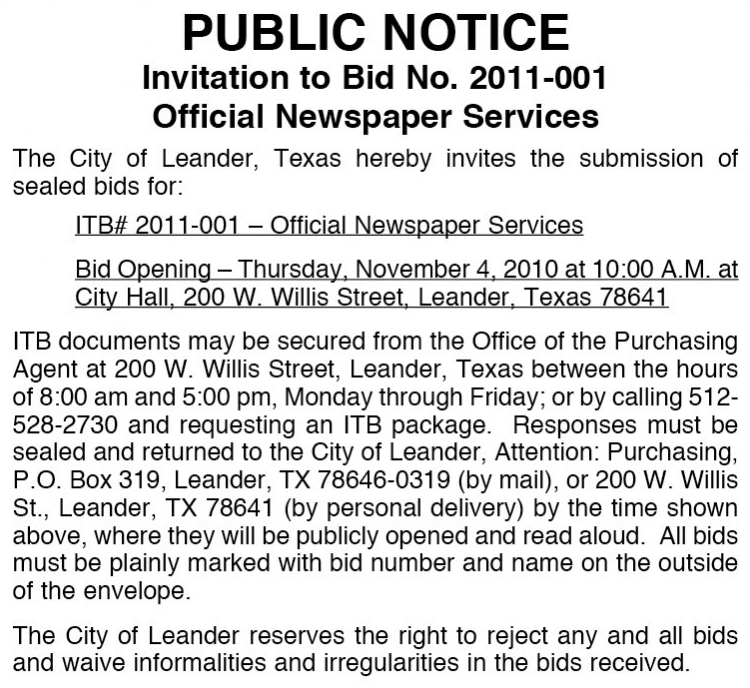 PUBLIC NOTICE
Invitation to Bid No. 2011-001
Official Newspaper Services
The City of Leander, Texas hereby invites the submission of
sealed bids for:
ITB# 2011-001 – Official Newspaper Services
Bid Opening – Thursday, November 4, 2010 at 10:00 A.M. at
City Hall, 200 W. Willis Street, Leander, Texas 78641
ITB documents may be secured from the Office of the Purchasing
Agent at 200 W. Willis Street, Leander, Texas between the hours
of 8:00 am and 5:00 pm, Monday through Friday; or by calling 512-
528-2730 and requesting an ITB package.  Responses must be
sealed and returned to the City of Leander, Attention: Purchasing,
P.O. Box 319, Leander, TX 78646-0319 (by mail), or 200 W. Willis
St., Leander, TX 78641 (by personal delivery) by the time shown
above, where they will be publicly opened and read aloud.  All bids
must be plainly marked with bid number and name on the outside
of the envelope.
The City of Leander reserves the right to reject any and all bids
and waive informalities and irregularities in the bids received.